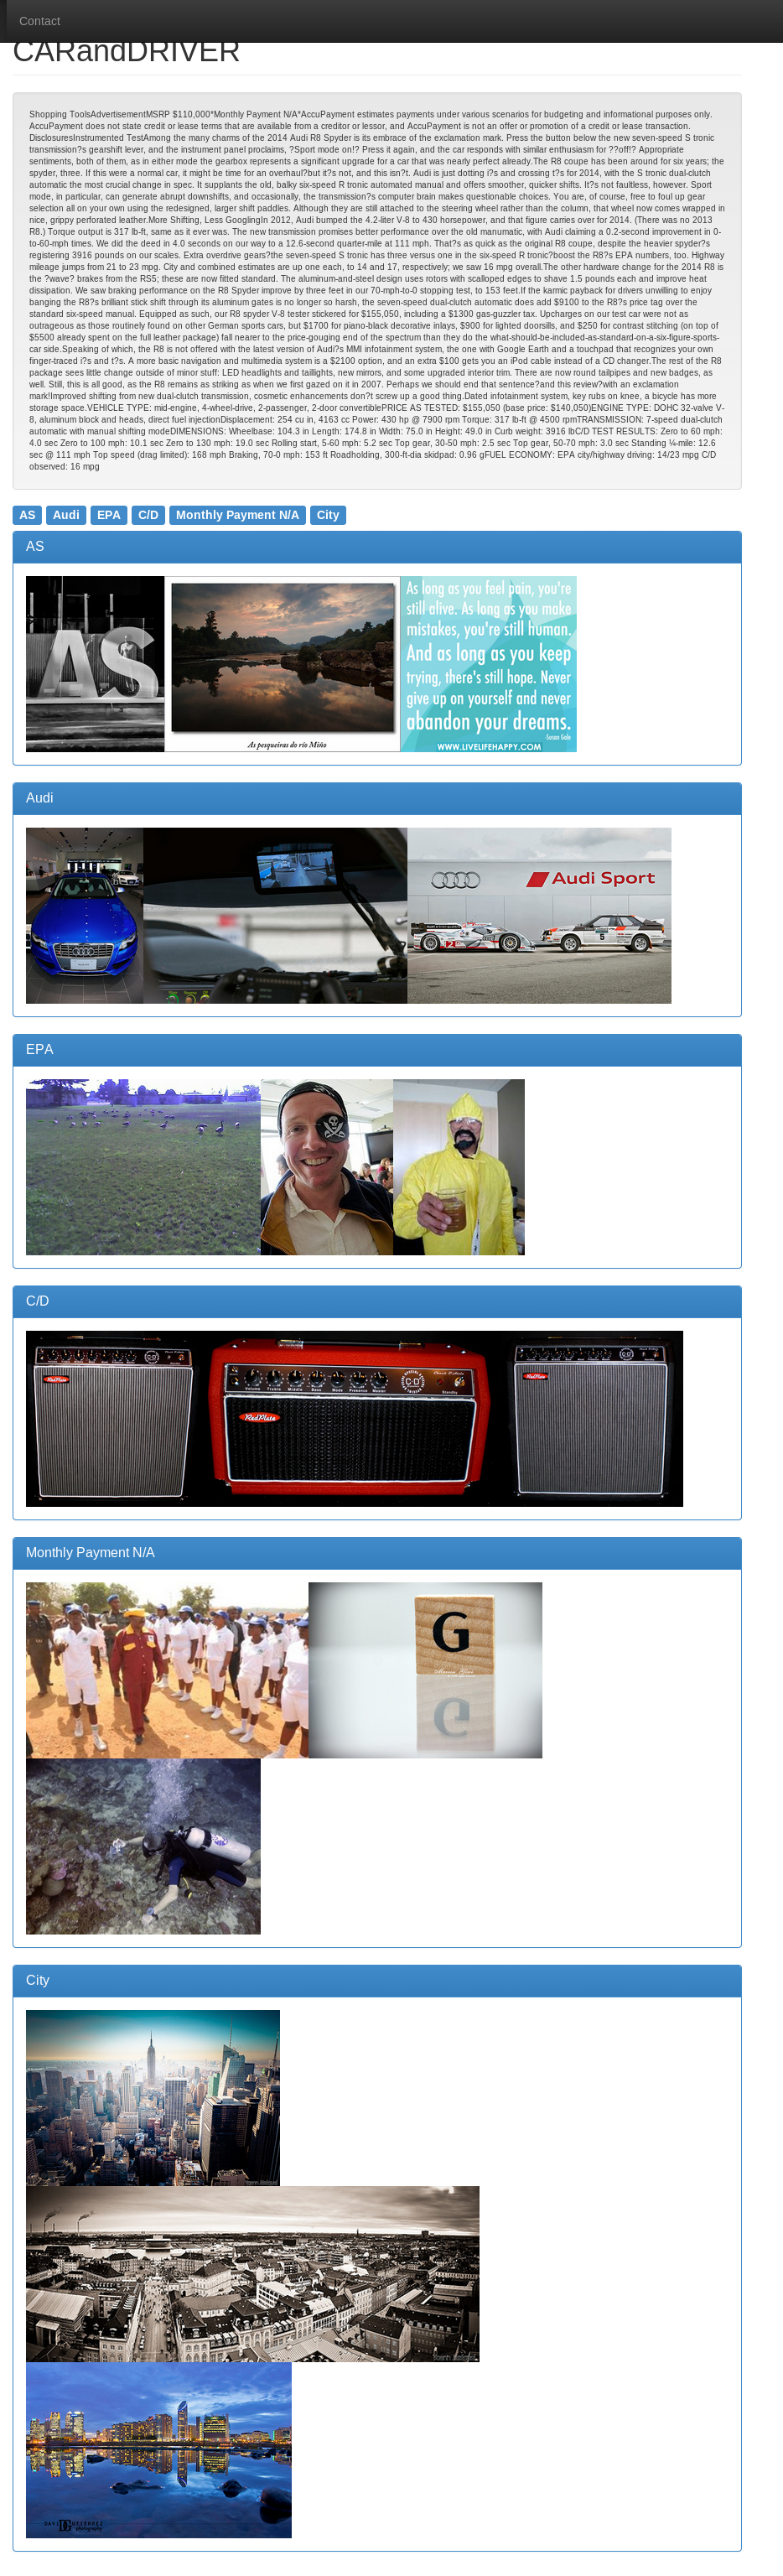 Contact
CARandDRIVER
Shopping ToolsAdvertisementMSRP $110,000*Monthly Payment N/A*AccuPayment estimates payments under various scenarios for budgeting and informational purposes only.
AccuPayment does not state credit or lease terms that are available from a creditor or lessor, and AccuPayment is not an offer or promotion of a credit or lease transaction.
DisclosuresInstrumented TestAmong the many charms of the 2014 Audi R8 Spyder is its embrace of the exclamation mark. Press the button below the new seven-speed S tronic
transmission?s gearshift lever, and the instrument panel proclaims, ?Sport mode on!? Press it again, and the car responds with similar enthusiasm for ??off!? Appropriate
sentiments, both of them, as in either mode the gearbox represents a significant upgrade for a car that was nearly perfect already.The R8 coupe has been around for six years; the
spyder, three. If this were a normal car, it might be time for an overhaul?but it?s not, and this isn?t. Audi is just dotting i?s and crossing t?s for 2014, with the S tronic dual-clutch
automatic the most crucial change in spec. It supplants the old, balky six-speed R tronic automated manual and offers smoother, quicker shifts. It?s not faultless, however. Sport
mode, in particular, can generate abrupt downshifts, and occasionally, the transmission?s computer brain makes questionable choices. You are, of course, free to foul up gear
selection all on your own using the redesigned, larger shift paddles. Although they are still attached to the steering wheel rather than the column, that wheel now comes wrapped in
nice, grippy perforated leather.More Shifting, Less GooglingIn 2012, Audi bumped the 4.2-liter V-8 to 430 horsepower, and that figure carries over for 2014. (There was no 2013
R8.) Torque output is 317 lb-ft, same as it ever was. The new transmission promises better performance over the old manumatic, with Audi claiming a 0.2-second improvement in 0-
to-60-mph times. We did the deed in 4.0 seconds on our way to a 12.6-second quarter-mile at 111 mph. That?s as quick as the original R8 coupe, despite the heavier spyder?s
registering 3916 pounds on our scales. Extra overdrive gears?the seven-speed S tronic has three versus one in the six-speed R tronic?boost the R8?s EPA numbers, too. Highway
mileage jumps from 21 to 23 mpg. City and combined estimates are up one each, to 14 and 17, respectively; we saw 16 mpg overall.The other hardware change for the 2014 R8 is
the ?wave? brakes from the RS5; these are now fitted standard. The aluminum-and-steel design uses rotors with scalloped edges to shave 1.5 pounds each and improve heat
dissipation. We saw braking performance on the R8 Spyder improve by three feet in our 70-mph-to-0 stopping test, to 153 feet.If the karmic payback for drivers unwilling to enjoy
banging the R8?s brilliant stick shift through its aluminum gates is no longer so harsh, the seven-speed dual-clutch automatic does add $9100 to the R8?s price tag over the
standard six-speed manual. Equipped as such, our R8 spyder V-8 tester stickered for $155,050, including a $1300 gas-guzzler tax. Upcharges on our test car were not as
outrageous as those routinely found on other German sports cars, but $1700 for piano-black decorative inlays, $900 for lighted doorsills, and $250 for contrast stitching (on top of
$5500 already spent on the full leather package) fall nearer to the price-gouging end of the spectrum than they do the what-should-be-included-as-standard-on-a-six-figure-sports-
car side.Speaking of which, the R8 is not offered with the latest version of Audi?s MMI infotainment system, the one with Google Earth and a touchpad that recognizes your own
finger-traced i?s and t?s. A more basic navigation and multimedia system is a $2100 option, and an extra $100 gets you an iPod cable instead of a CD changer.The rest of the R8
package sees little change outside of minor stuff: LED headlights and taillights, new mirrors, and some upgraded interior trim. There are now round tailpipes and new badges, as
well. Still, this is all good, as the R8 remains as striking as when we first gazed on it in 2007. Perhaps we should end that sentence?and this review?with an exclamation
mark!Improved shifting from new dual-clutch transmission, cosmetic enhancements don?t screw up a good thing.Dated infotainment system, key rubs on knee, a bicycle has more
storage space.VEHICLE TYPE: mid-engine, 4-wheel-drive, 2-passenger, 2-door convertiblePRICE AS TESTED: $155,050 (base price: $140,050)ENGINE TYPE: DOHC 32-valve V-
8, aluminum block and heads, direct fuel injectionDisplacement: 254 cu in, 4163 cc Power: 430 hp @ 7900 rpm Torque: 317 lb-ft @ 4500 rpmTRANSMISSION: 7-speed dual-clutch
automatic with manual shifting modeDIMENSIONS: Wheelbase: 104.3 in Length: 174.8 in Width: 75.0 in Height: 49.0 in Curb weight: 3916 lbC/D TEST RESULTS: Zero to 60 mph:
4.0 sec Zero to 100 mph: 10.1 sec Zero to 130 mph: 19.0 sec Rolling start, 5-60 mph: 5.2 sec Top gear, 30-50 mph: 2.5 sec Top gear, 50-70 mph: 3.0 sec Standing ¼-mile: 12.6
sec @ 111 mph Top speed (drag limited): 168 mph Braking, 70-0 mph: 153 ft Roadholding, 300-ft-dia skidpad: 0.96 gFUEL ECONOMY: EPA city/highway driving: 14/23 mpg C/D
observed: 16 mpg
AS Audi EPA C/D Monthly Payment N/A City
AS
AS
As pesqueiras do río Miño
As long as you feel pain, you're
still alive. As long as you make
mistakes, you're still human.
And as long as you keep
trying, there's still hope. Never
give up on yourself and never
abandon your dreams.
Susan Gale
WWW.LIVELIFEHAPPY.COM
Audi
Audi Sport
2
5
EPA
C/D
C·D
Volume Treble Middle Bass Mode Presence Master
Standby
RedPlate
Monthly Payment N/A
G
City